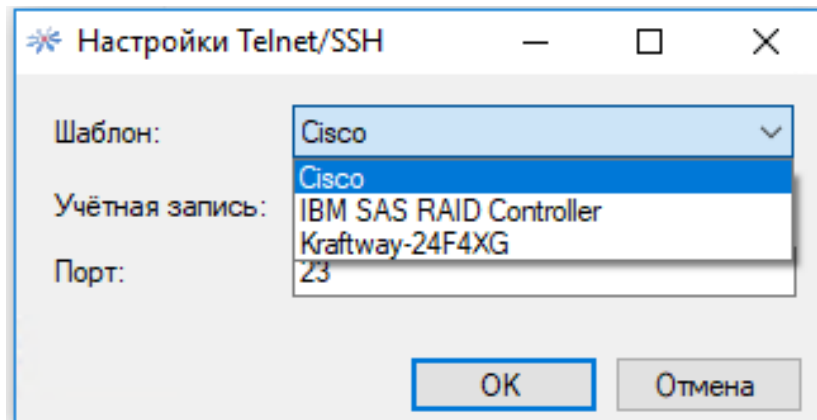 Настройки Telnet/SSH
Шаблон: Cisco
Cisco
Учётная запись: IBM SAS RAID Controller
Kraftway-24F4XG
Порт: 23
OK Отмена